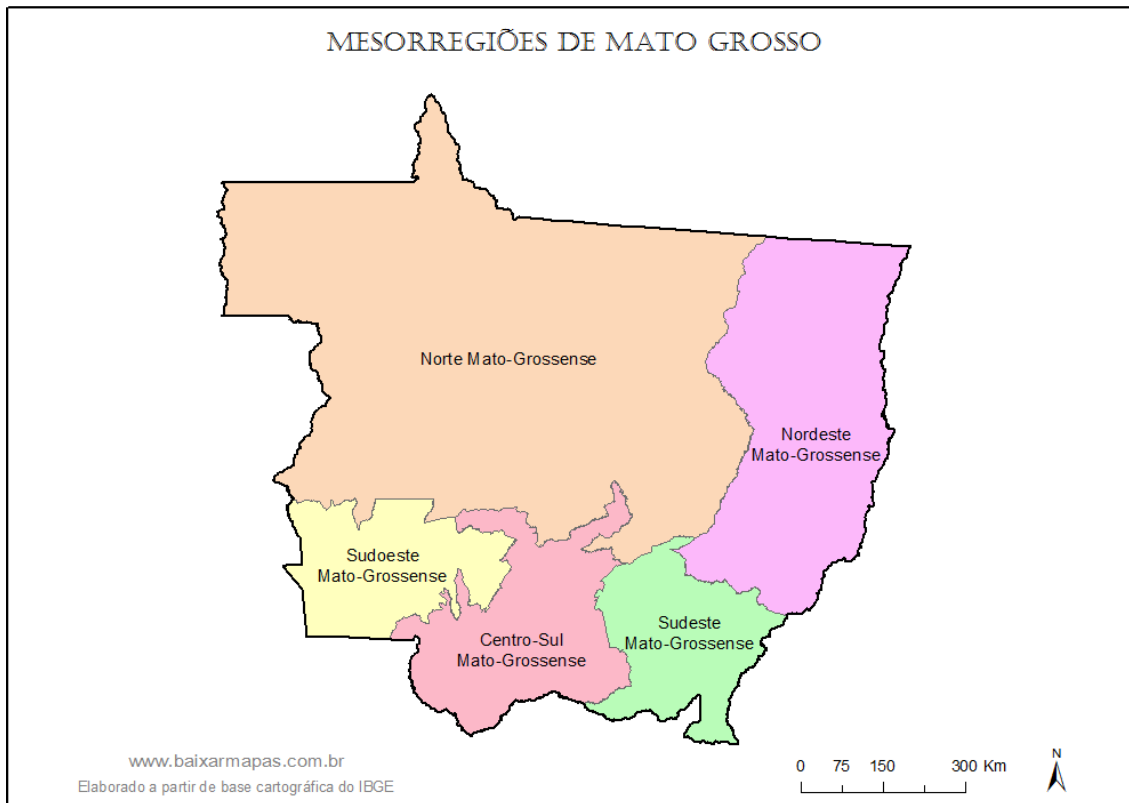 MESORREGIÕES DE MATO GROSSO
Norte Mato-Grossense
Nordeste
Mato-Grossense
Sudoeste
Mato-Grossense
Centro-Sul
Mato-Grossense
Sudeste
Mato-Grossense
www.baixarmapas.com.br
Elaborado a partir de base cartográfica do IBGE
0 75 150 300 Km
N